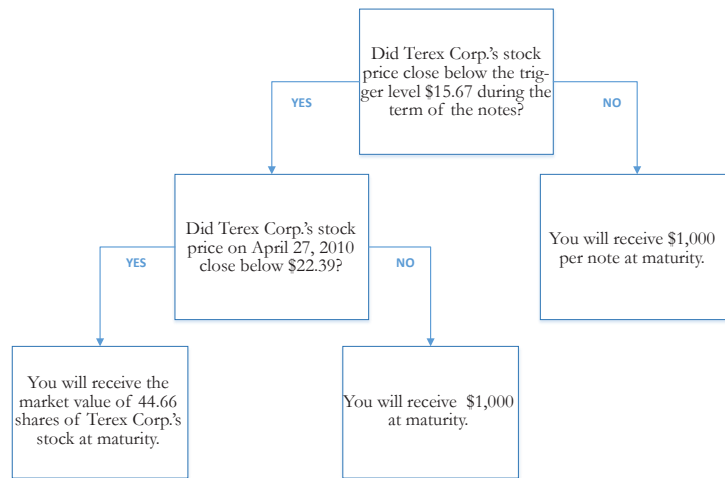 Did Terex Corp.'s stock
price close below the trig-
ger level $15.67 during the
term of the notes?
YES
NO
Did Terex Corp.'s stock
price on April 27, 2010
close below $22.39?
You will receive $1,000
per note at maturity.
YES
NO
You will receive the
market value of 44.66
shares of Terex Corp.'s
stock at maturity.
You will receive $1,000
at maturity.